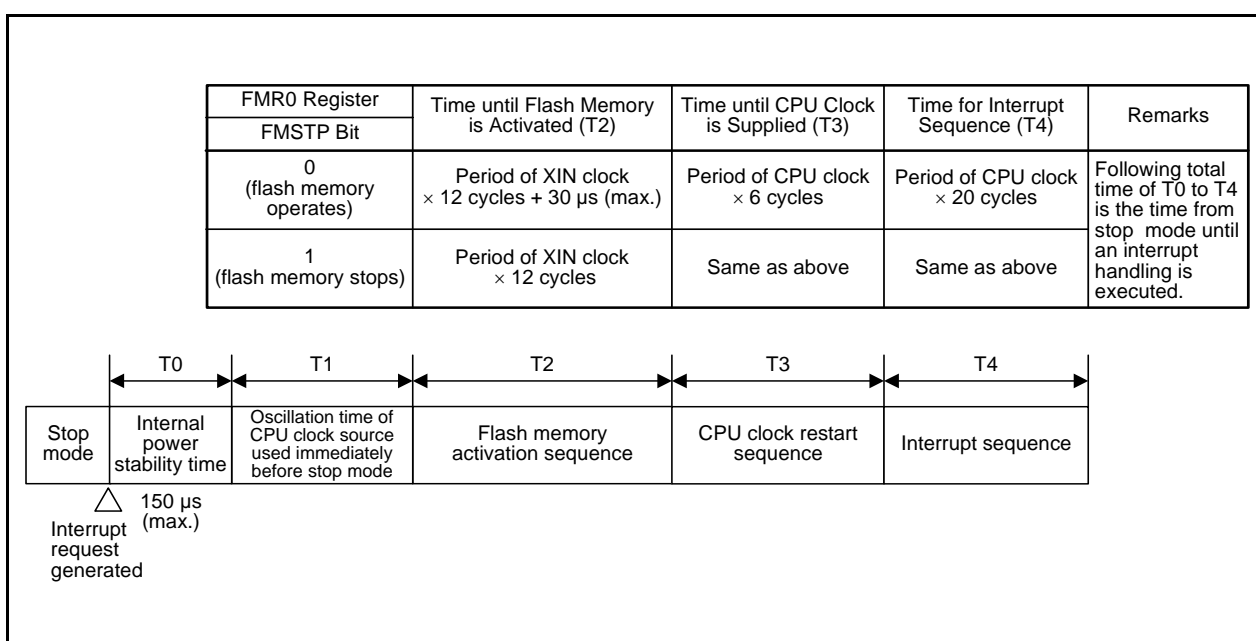 FMR0 Register
FMSTP Bit
Time until Flash Memory
is Activated (T2)
Time until CPU Clock
is Supplied (T3)
Time for Interrupt
Sequence (T4)
Remarks
0
(flash memory
operates)
Period of XIN clock
× 12 cycles + 30 µs (max.)
Period of CPU clock
× 6 cycles
Period of CPU clock
× 20 cycles
Following total
time of T0 to T4
is the time from
stop mode until
an interrupt
handling is
executed.
1
(flash memory stops)
Period of XIN clock
× 12 cycles
Same as above
Same as above
T0
T1
T2
T3
T4
Stop
mode
Internal
power
stability time
Oscillation time of
CPU clock source
used immediately
before stop mode
Flash memory
activation sequence
CPU clock restart
sequence
Interrupt sequence
150 µs
(max.)
Interrupt
request
generated